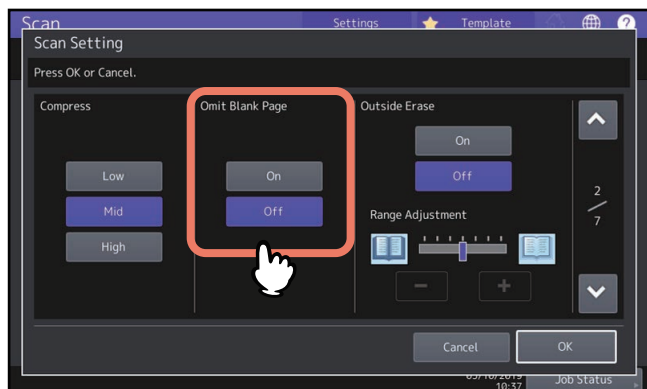 Scan
Settings
Template
?
Scan Setting
Press OK or Cancel.
Compress
Low
Mid
High
Omit Blank Page
On
Off
Outside Erase
On
Off
Range Adjustment
2
7
Cancel
OK
10:37
Job Status